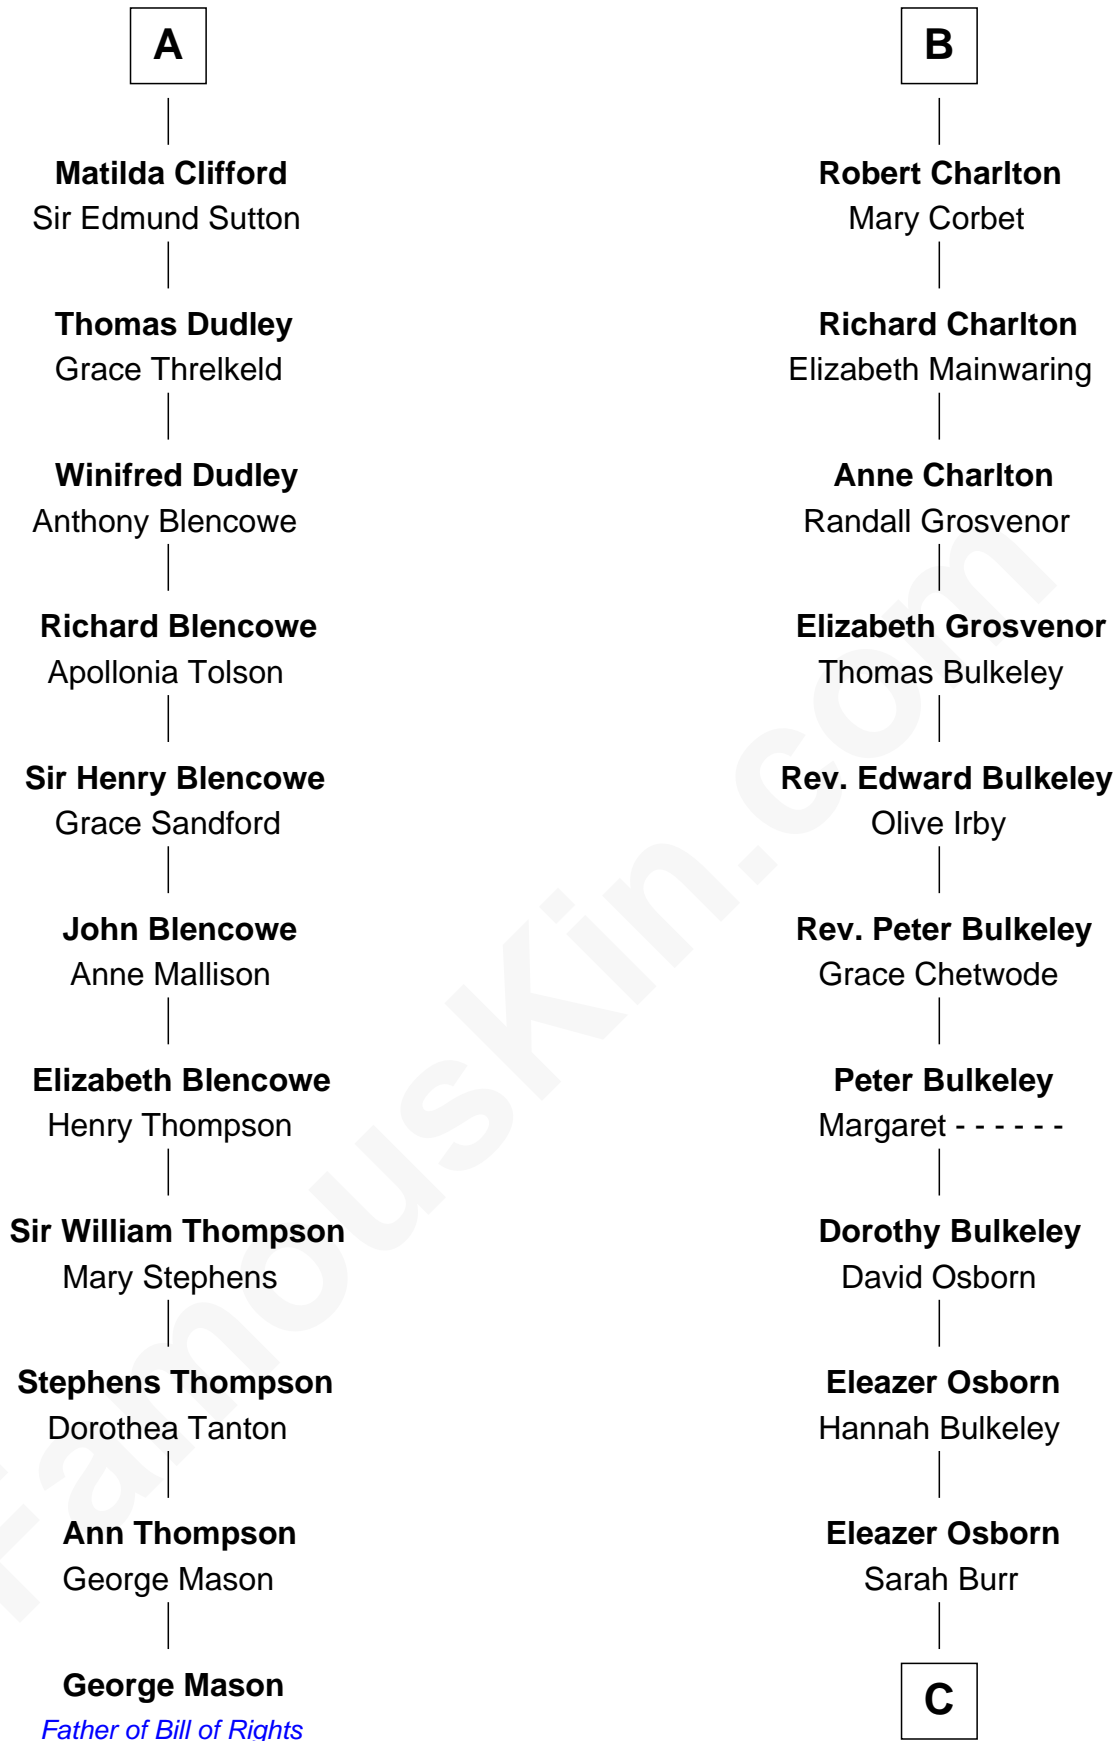 A
Matilda Clifford
Sir Edmund Sutton
Thomas Dudley
Grace Threlkeld
Winifred Dudley
Anthony Blencowe
Richard Blencowe
Apollonia Tolson
Sir Henry Blencowe
Grace Sandford
John Blencowe
Anne Mallison
Elizabeth Blencowe
Henry Thompson
Sir William Thompson
Mary Stephens
Stephens Thompson
Dorothea Tanton
Ann Thompson
George Mason
George Mason
Father of Bill of Rights
B
Robert Charlton
Mary Corbet
Richard Charlton
Elizabeth Mainwaring
Anne Charlton
Randall Grosvenor
Elizabeth Grosvenor
Thomas Bulkeley
Rev. Edward Bulkeley
Olive Irby
Rev. Peter Bulkeley
Grace Chetwode
Peter Bulkeley
Margaret - - - - - -
Dorothy Bulkeley
David Osborn
Eleazer Osborn
Hannah Bulkeley
Eleazer Osborn
Sarah Burr
C
FamousKin.com